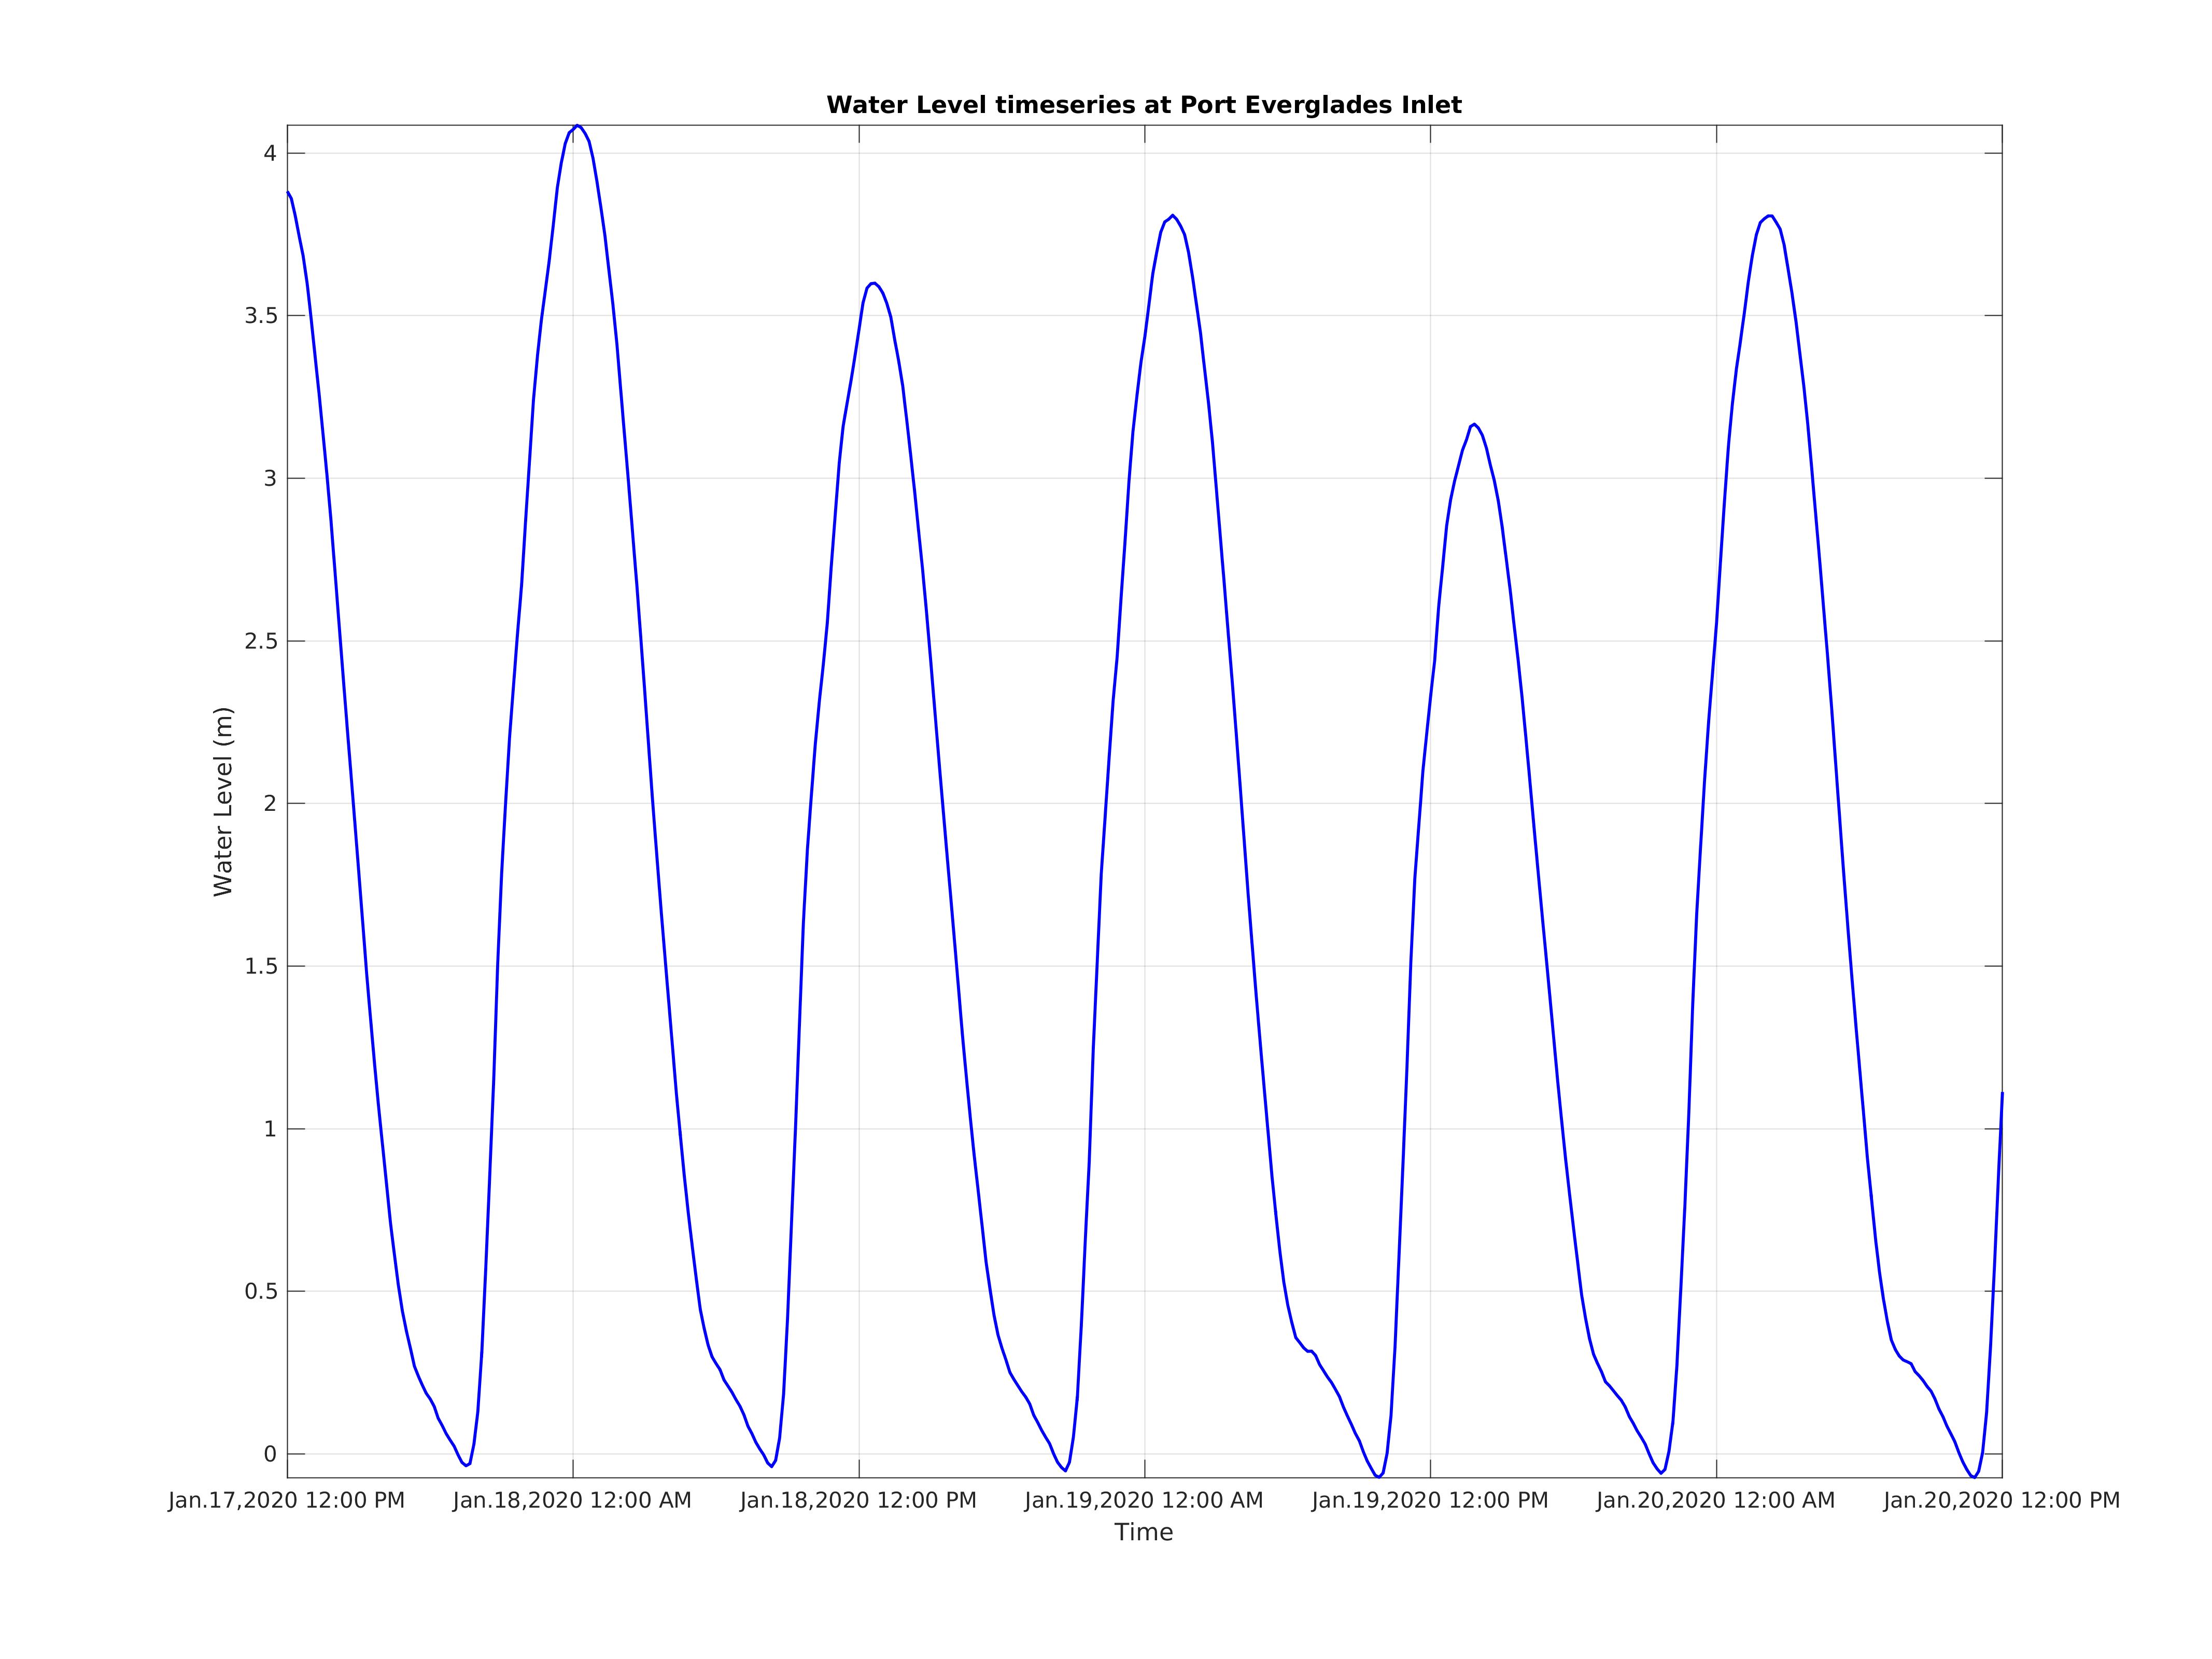 Water Level timeseries at Port Everglades Inlet
4
3.5
3
2.5
2
1.5
1
0.5
0
Water Level (m)
Jan.17,2020 12:00 PM
Jan.18,2020 12:00 AM
Jan.18,2020 12:00 PM
Jan.19,2020 12:00 AM
Jan.19,2020 12:00 PM
Jan.20,2020 12:00 AM
Jan.20,2020 12:00 PM
Time